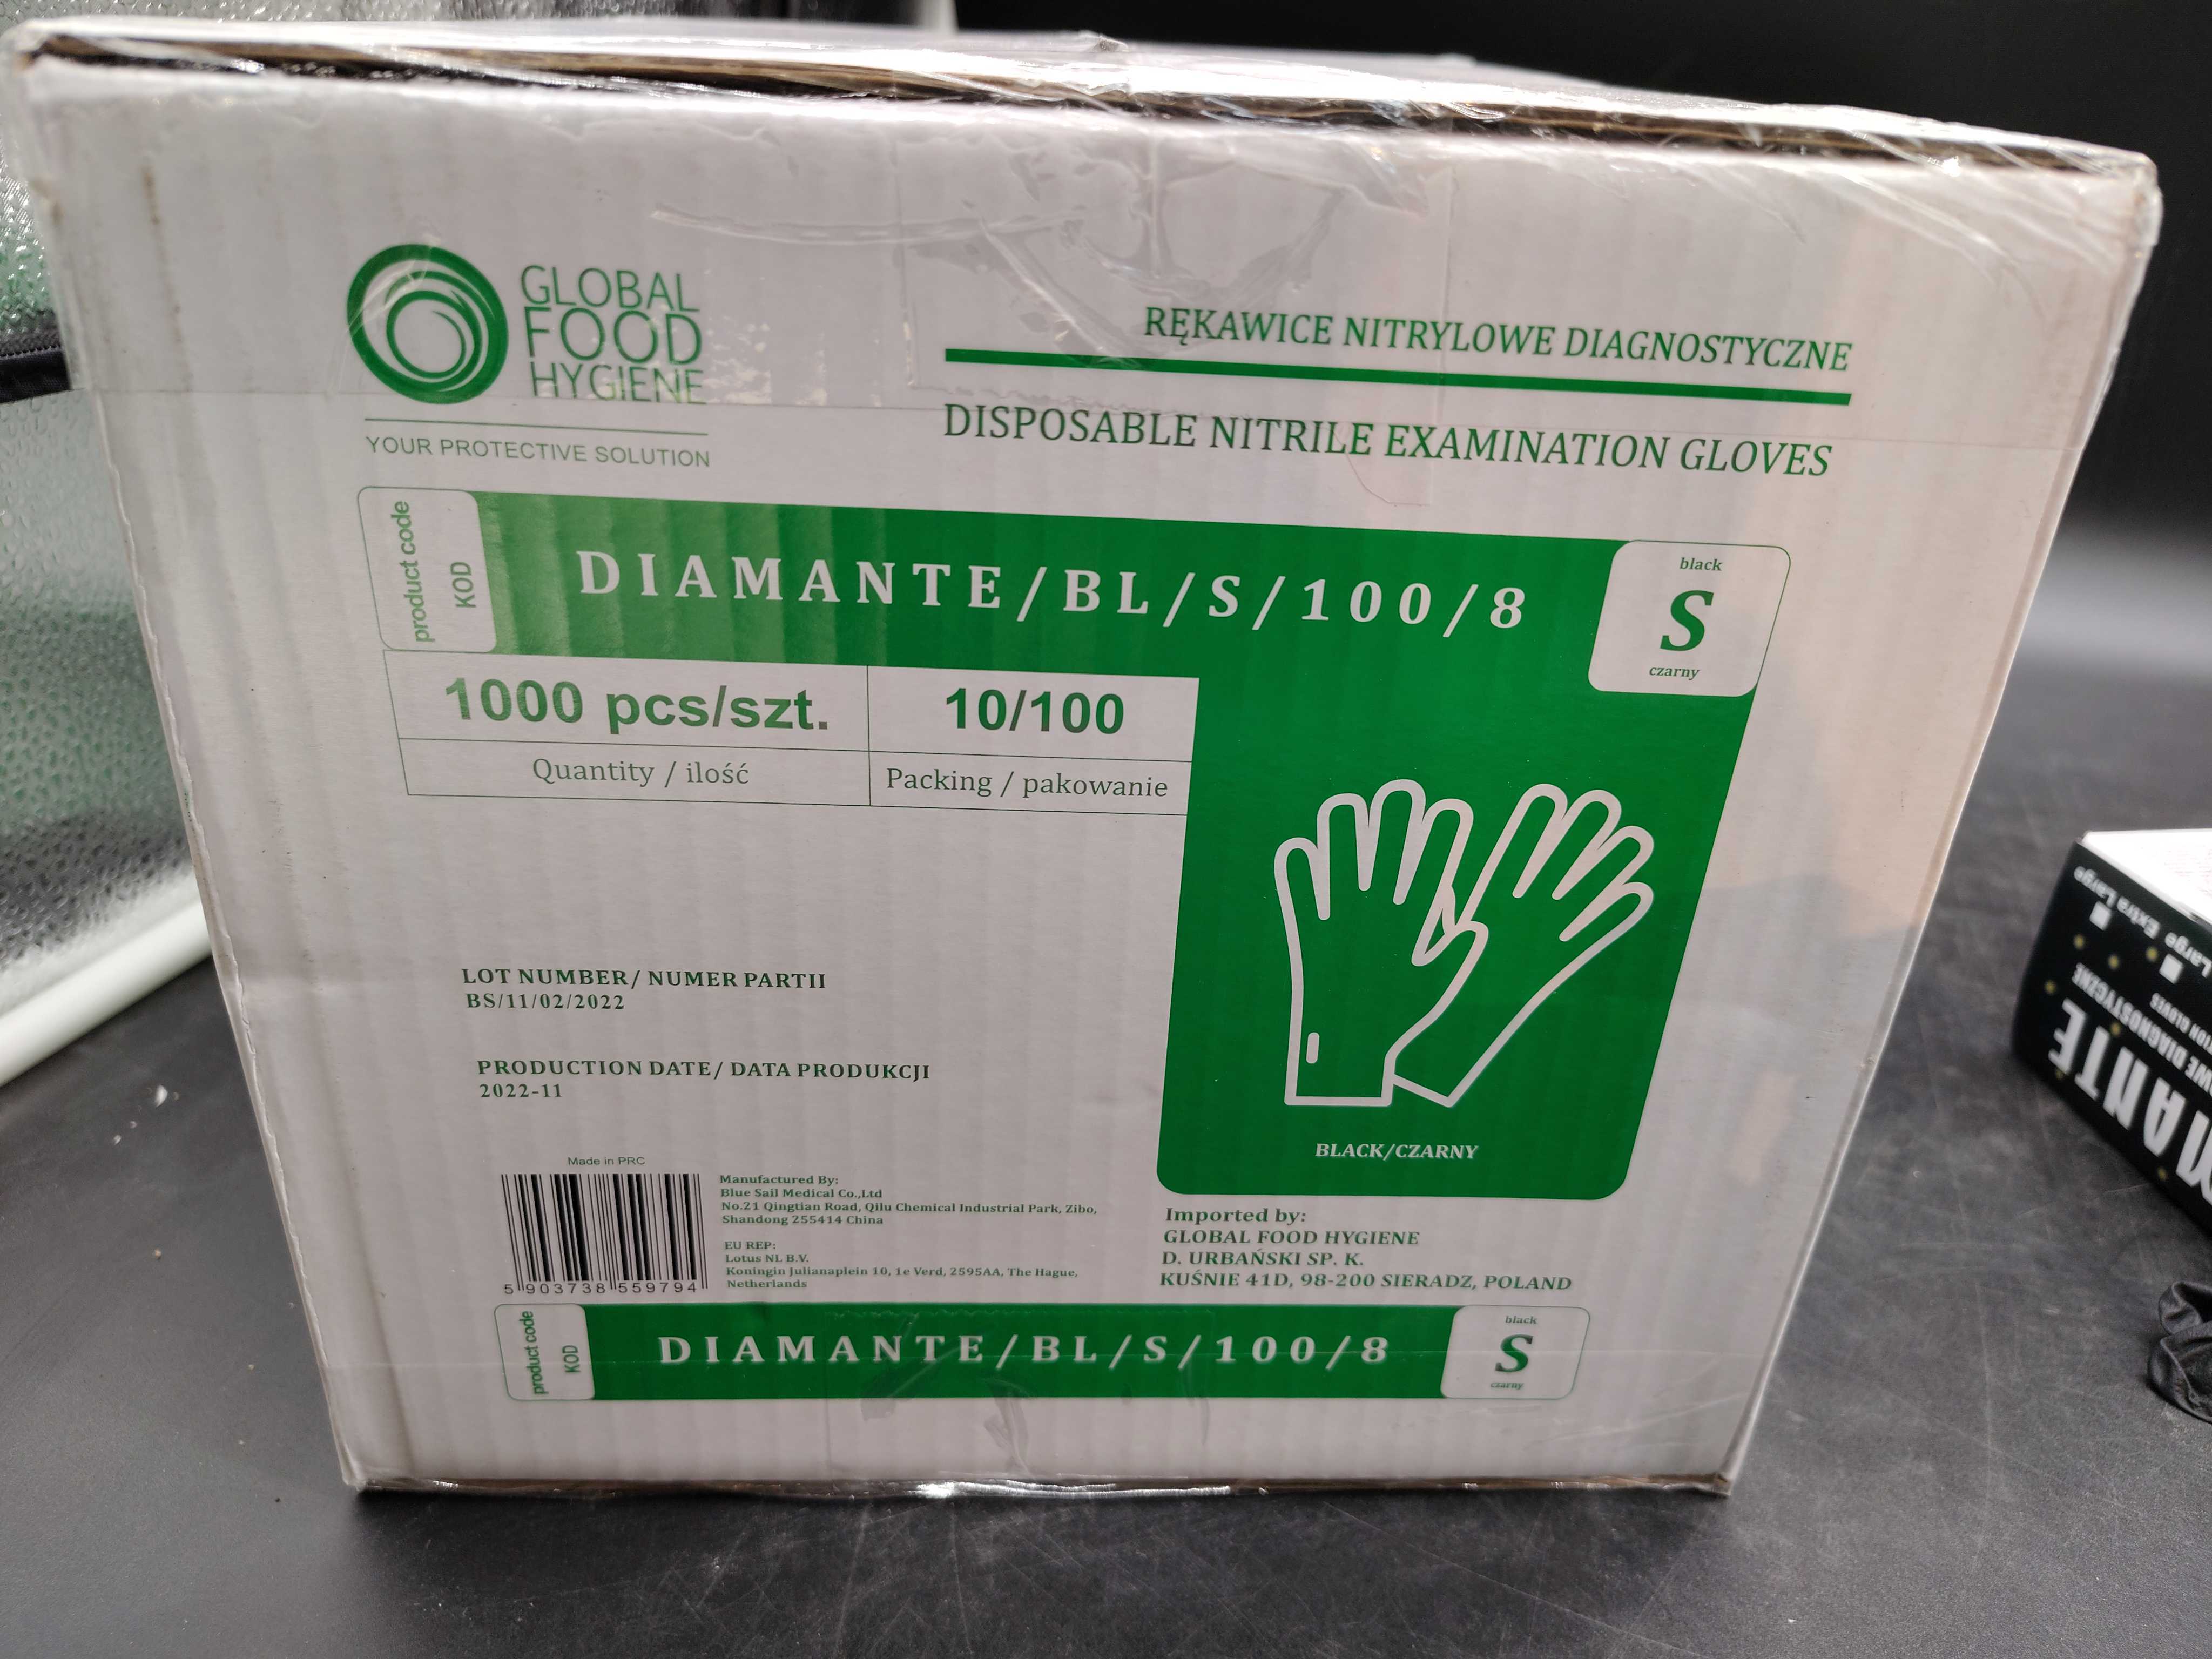 GLOBAL
FOOD
HYGIENE
YOUR PROTECTIVE SOLUTION
RĘKAWICE NITRYLOWE DIAGNOSTYCZNE
DISPOSABLE NITRILE EXAMINATION GLOVES
product code
KOD
DIAMANTE/BL/S/100/8
black
S
czarny
1000 pcs/szt.
10/100
Quantity / ilość
Packing / pakowanie
LOT NUMBER/ NUMER PARTII
BS/11/02/2022
PRODUCTION DATE/ DATA PRODUKCJI
2022-11
BLACK/CZARNY
Made in PRC
5 903738 559794
Manufactured By:
Blue Sail Medical Co.,Ltd
No.21 Qingtian Road, Qilu Chemical Industrial Park, Zibo,
Shandong 255414 China
EU REP:
Lotus NL B.V.
Koningin Julianaplein 10, 1e Verd, 2595AA, The Hague,
Netherlands
Imported by:
GLOBAL FOOD HYGIENE
D. URBAŃSKI SP. K.
KUŚNIE 41D, 98-200 SIERADZ, POLAND
product code
KOD
DIAMANTE/BL/S/100/8
black
S
czarny
Large Extra Large
DIAGNOSTYCZNE
GLOVES
MANTE